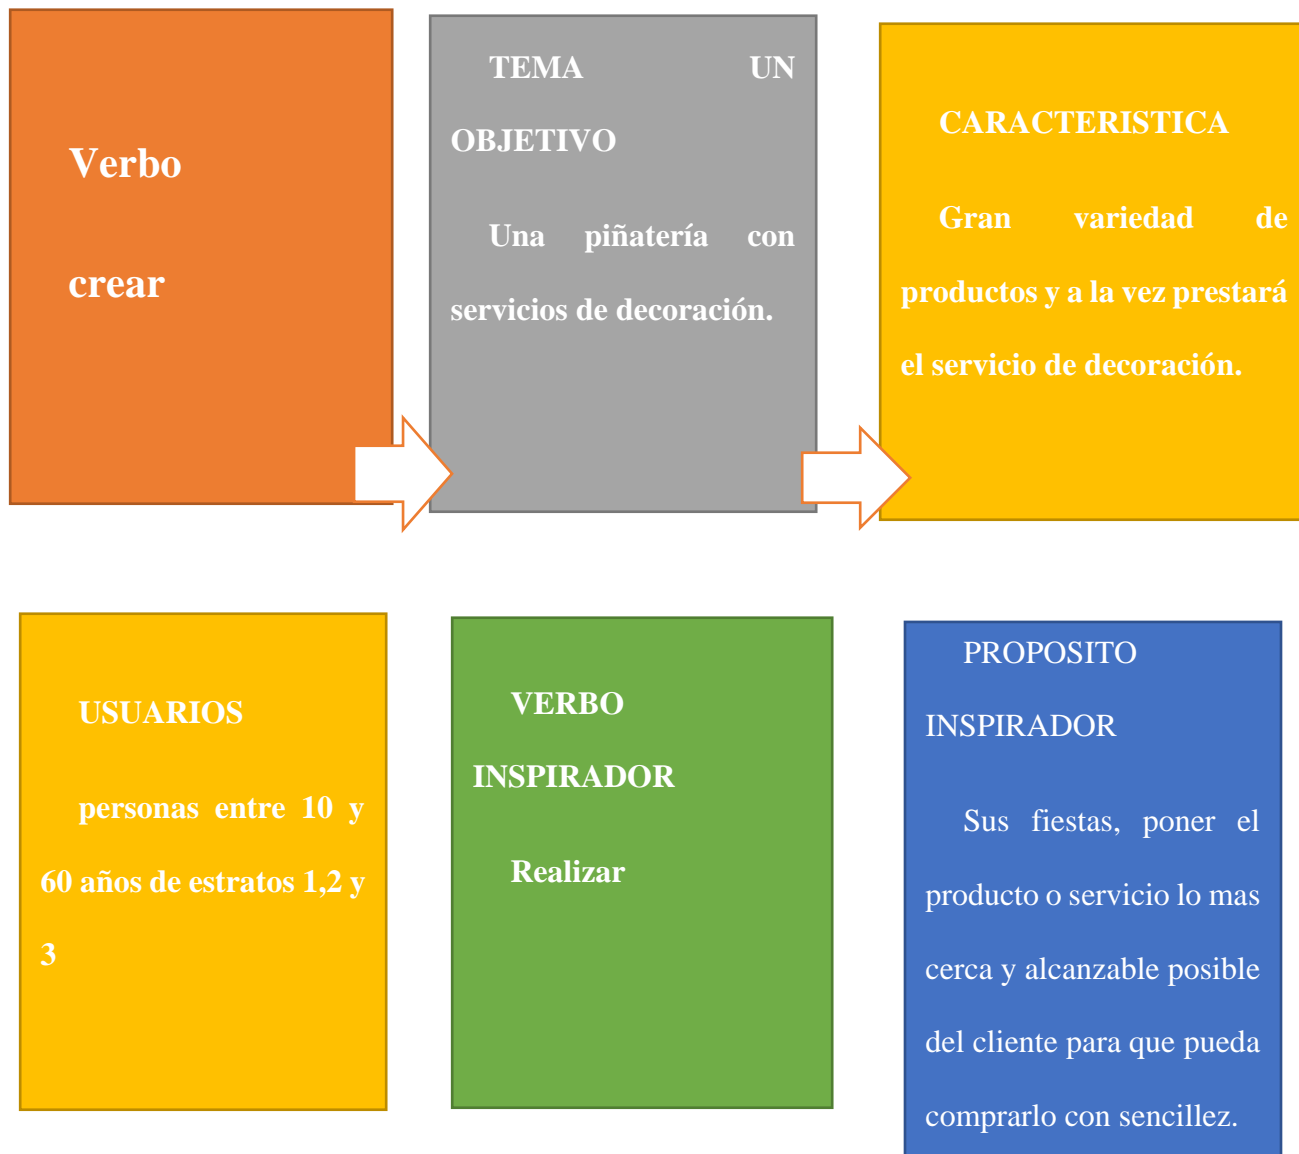 Verbo
crear
TEMA UN
OBJETIVO
Una piñatería con
servicios de decoración.
CARACTERISTICA
Gran variedad de
productos y a la vez prestará
el servicio de decoración.
USUARIOS
personas entre 10 y
60 años de estratos 1,2 y
3
VERBO
INSPIRADOR
Realizar
PROPOSITO
INSPIRADOR
Sus fiestas, poner el
producto o servicio lo mas
cerca y alcanzable posible
del cliente para que pueda
comprarlo con sencillez.